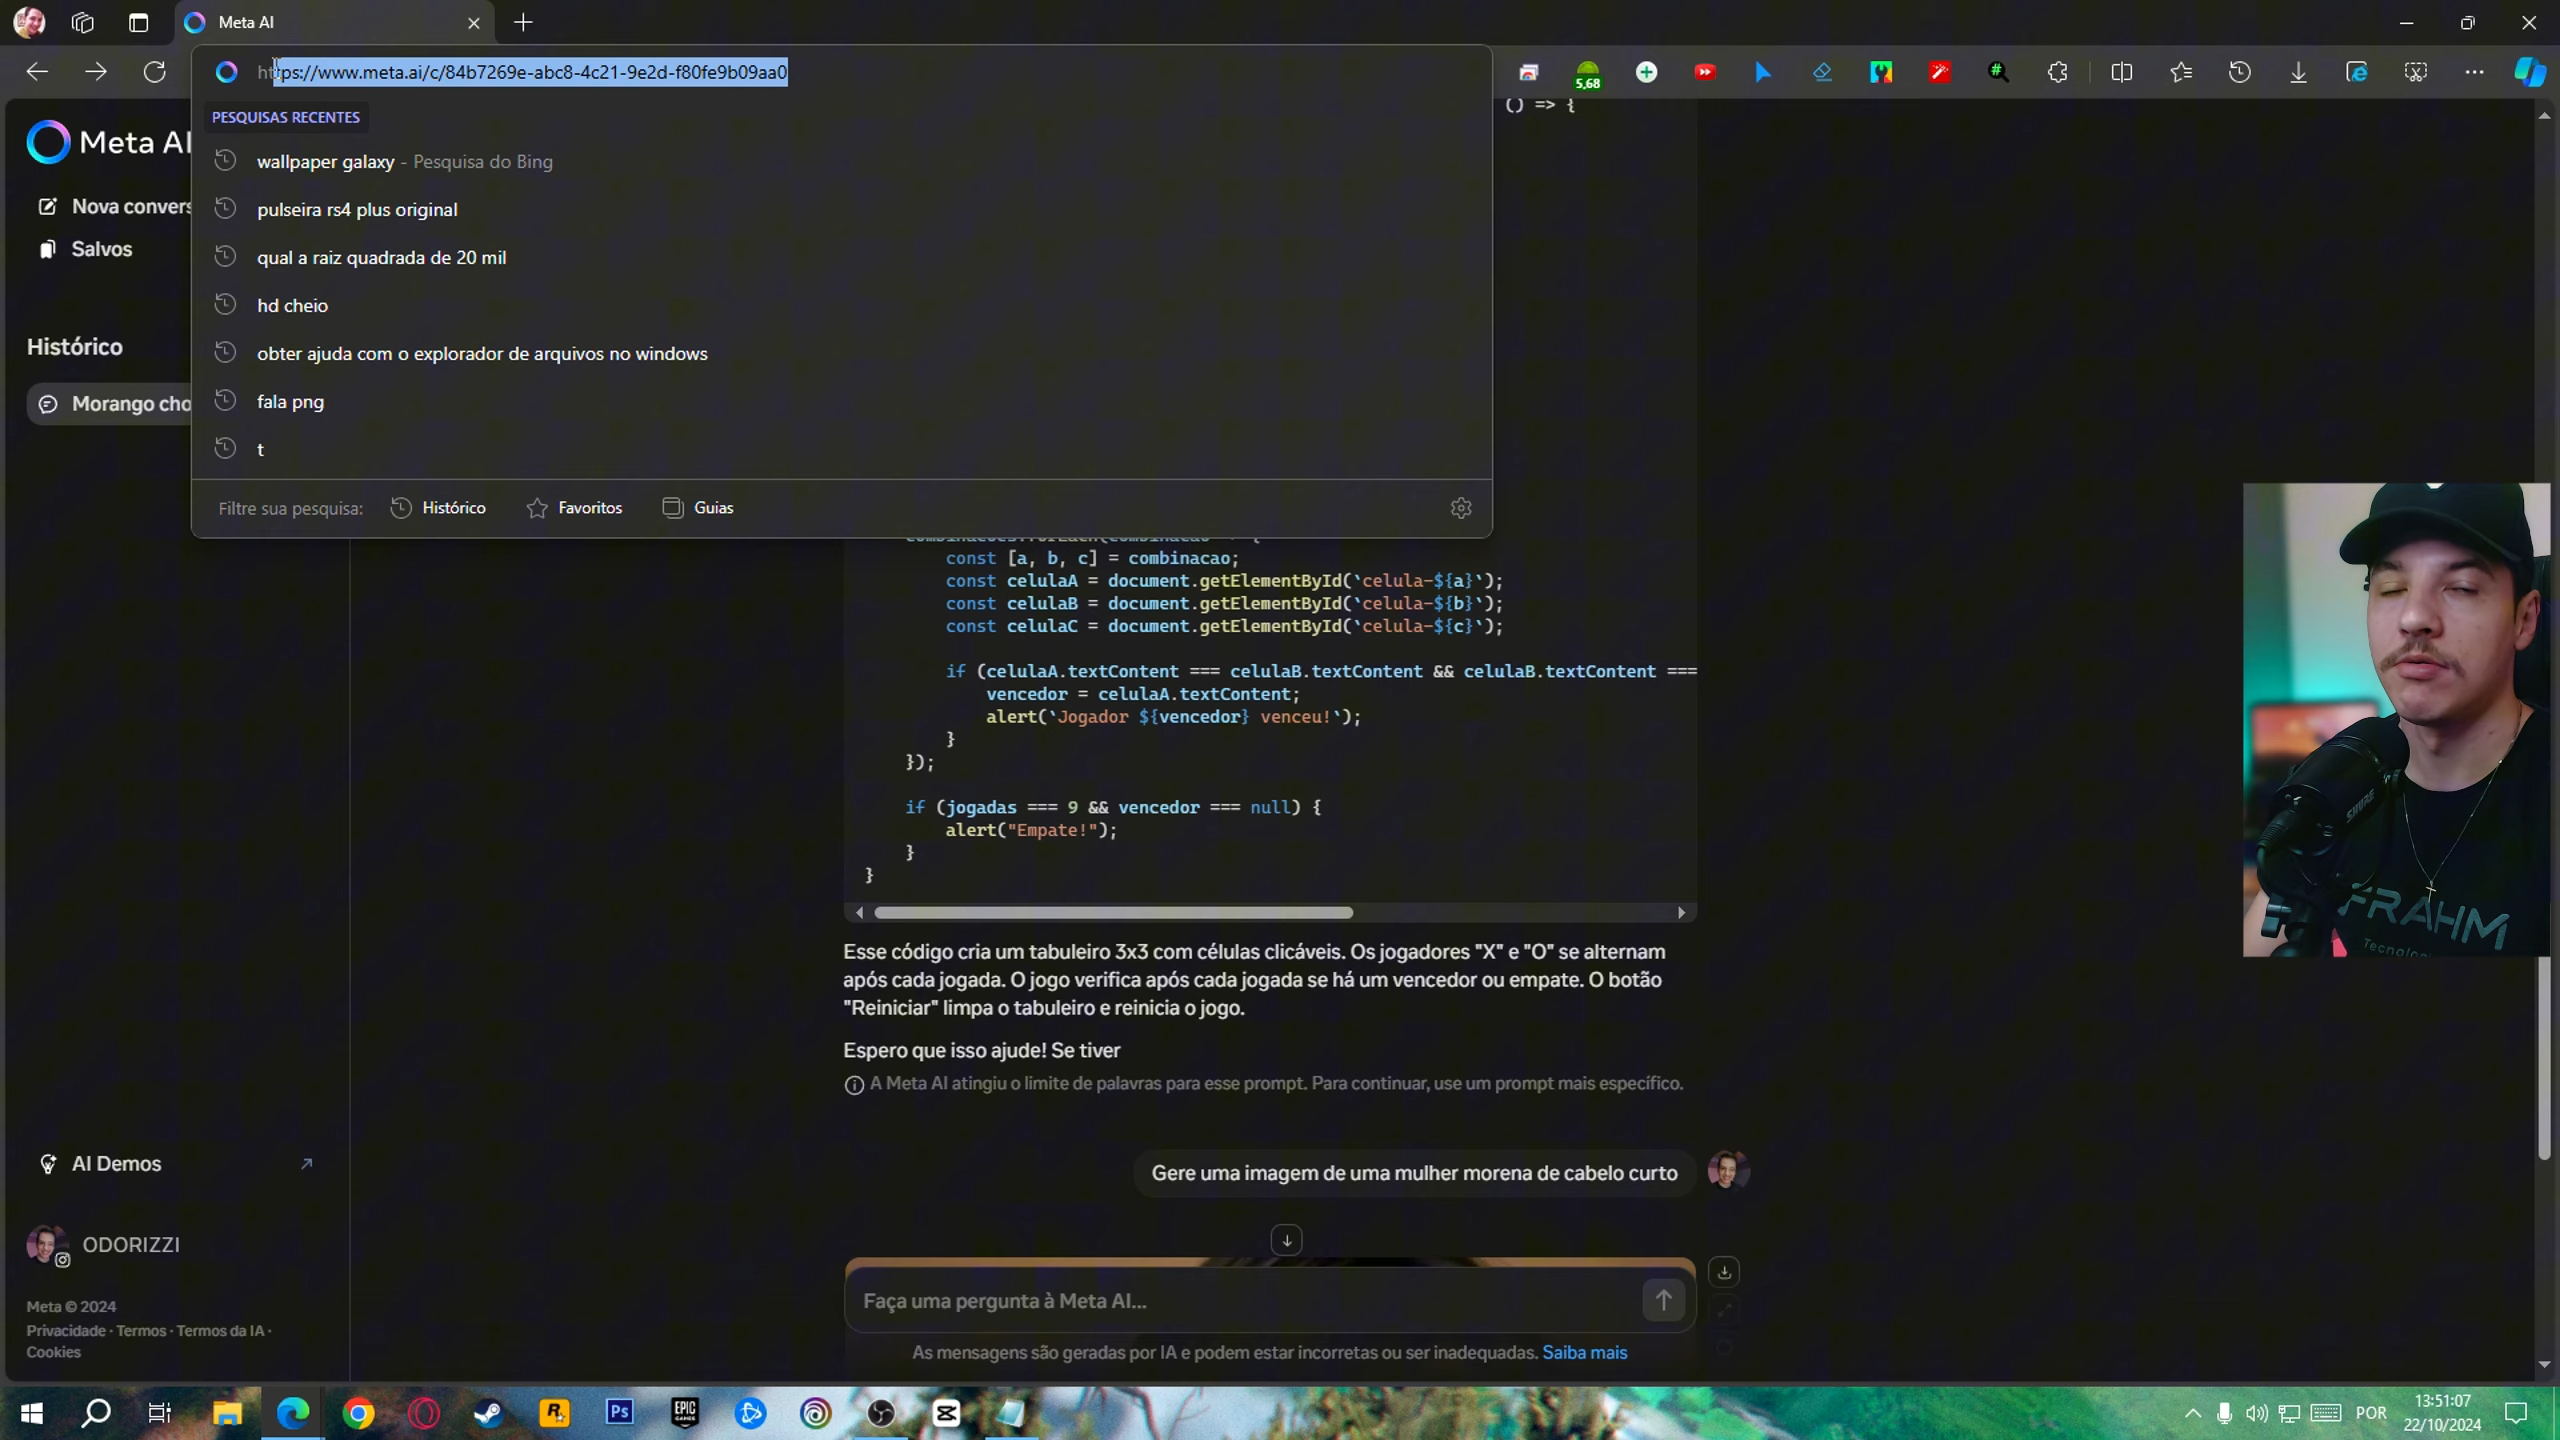 Meta AI
https://www.meta.ai/c/84b7269e-abc8-4c21-9e2d-f80fe9b09aa0
5,68
PESQUISAS RECENTES
wallpaper galaxy - Pesquisa do Bing
pulseira rs4 plus original
qual a raiz quadrada de 20 mil
hd cheio
obter ajuda com o explorador de arquivos no windows
fala png
t
Filtre sua pesquisa: Histórico Favoritos Guias
Meta AI
Nova convers
Salvos
Histórico
Morango cho
AI Demos
ODORIZZI
Meta © 2024
Privacidade · Termos · Termos da IA ·
Cookies
() => {
const [a, b, c] = combinacao;
const celulaA = document.getElementById(`celula-${a}`);
const celulaB = document.getElementById(`celula-${b}`);
const celulaC = document.getElementById(`celula-${c}`);
if (celulaA.textContent === celulaB.textContent && celulaB.textContent ===
vencedor = celulaA.textContent;
alert(`Jogador ${vencedor} venceu!`);
}
});
if (jogadas === 9 && vencedor === null) {
alert("Empate!");
}
}
Esse código cria um tabuleiro 3x3 com células clicáveis. Os jogadores "X" e "O" se alternam
após cada jogada. O jogo verifica após cada jogada se há um vencedor ou empate. O botão
"Reiniciar" limpa o tabuleiro e reinicia o jogo.
Espero que isso ajude! Se tiver
A Meta AI atingiu o limite de palavras para esse prompt. Para continuar, use um prompt mais específico.
Gere uma imagem de uma mulher morena de cabelo curto
Faça uma pergunta à Meta AI...
As mensagens são geradas por IA e podem estar incorretas ou ser inadequadas. Saiba mais
SHURE
FRAHM
Tecnolo
Ps
EPIC
GAMES
POR
13:51:07
22/10/2024